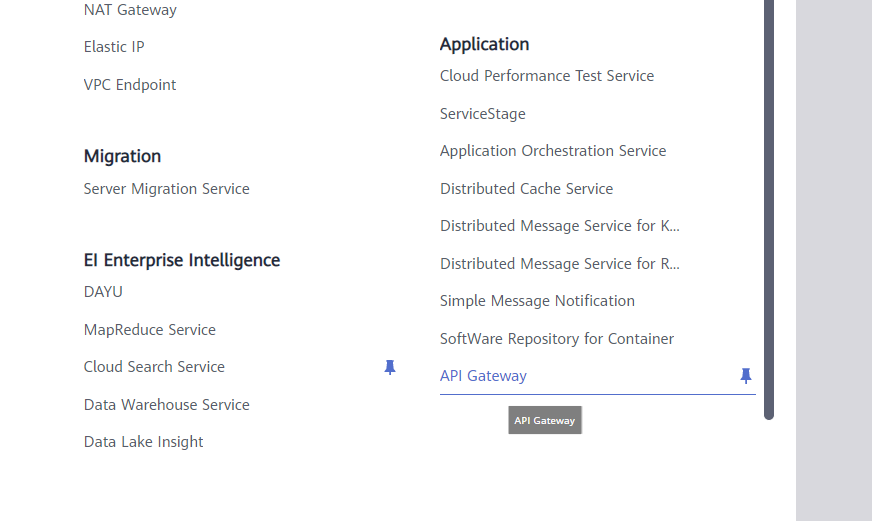 NAT Gateway
Elastic IP
VPC Endpoint
Migration
Server Migration Service
EI Enterprise Intelligence
DAYU
MapReduce Service
Cloud Search Service
Data Warehouse Service
Data Lake Insight
Application
Cloud Performance Test Service
ServiceStage
Application Orchestration Service
Distributed Cache Service
Distributed Message Service for K...
Distributed Message Service for R...
Simple Message Notification
SoftWare Repository for Container
API Gateway
API Gateway